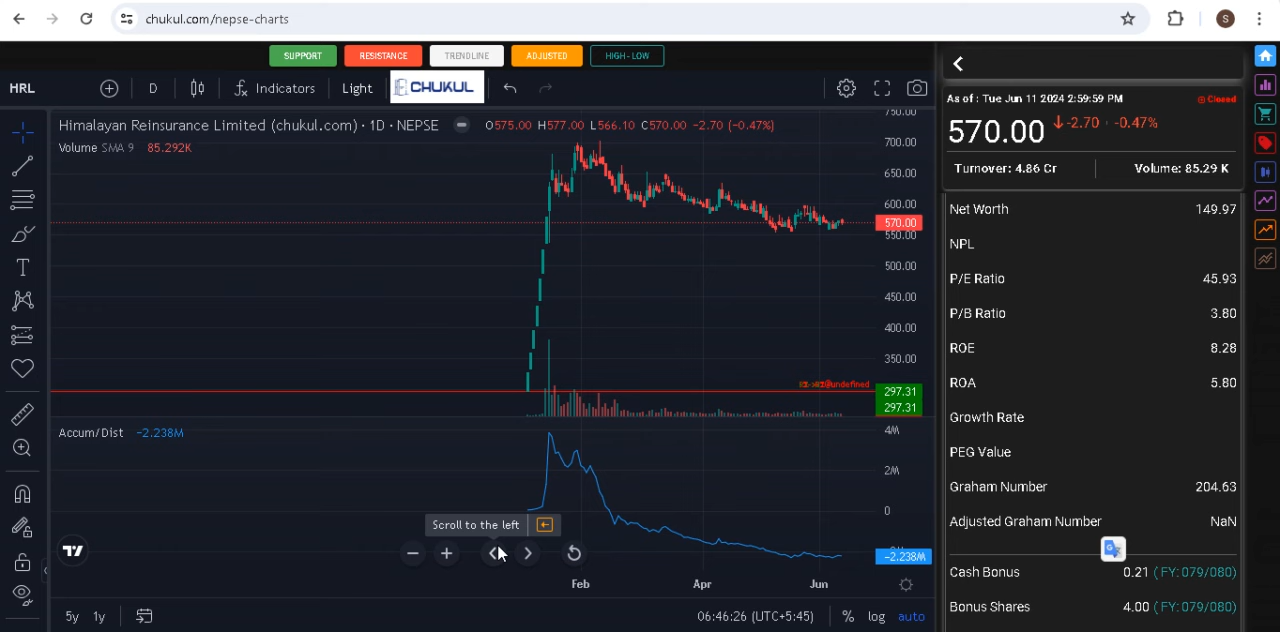 chukul.com/nepse-charts
S
SUPPORT RESISTANCE TRENDLINE ADJUSTED HIGH-LOW
HRL D Indicators Light CHUKUL
Himalayan Reinsurance Limited (chukul.com) · 1D · NEPSE O575.00 H577.00 L566.10 C570.00 −2.70 (−0.47%)
Volume SMA 9 85.292K
750.00
700.00
650.00
600.00
570.00
550.00
500.00
450.00
400.00
350.00
297.31
297.31
Accum/Dist −2.238M
4M
2M
0
−2.238M
Scroll to the left
Feb Apr Jun
5y 1y 06:46:26 (UTC+5:45) % log auto
As of : Tue Jun 11 2024 2:59:59 PM Closed
570.00 -2.70 -0.47%
Turnover: 4.86 Cr Volume: 85.29 K
Net Worth 149.97
NPL
P/E Ratio 45.93
P/B Ratio 3.80
ROE 8.28
ROA 5.80
Growth Rate
PEG Value
Graham Number 204.63
Adjusted Graham Number NaN
Cash Bonus 0.21 (FY:079/080)
Bonus Shares 4.00 (FY:079/080)